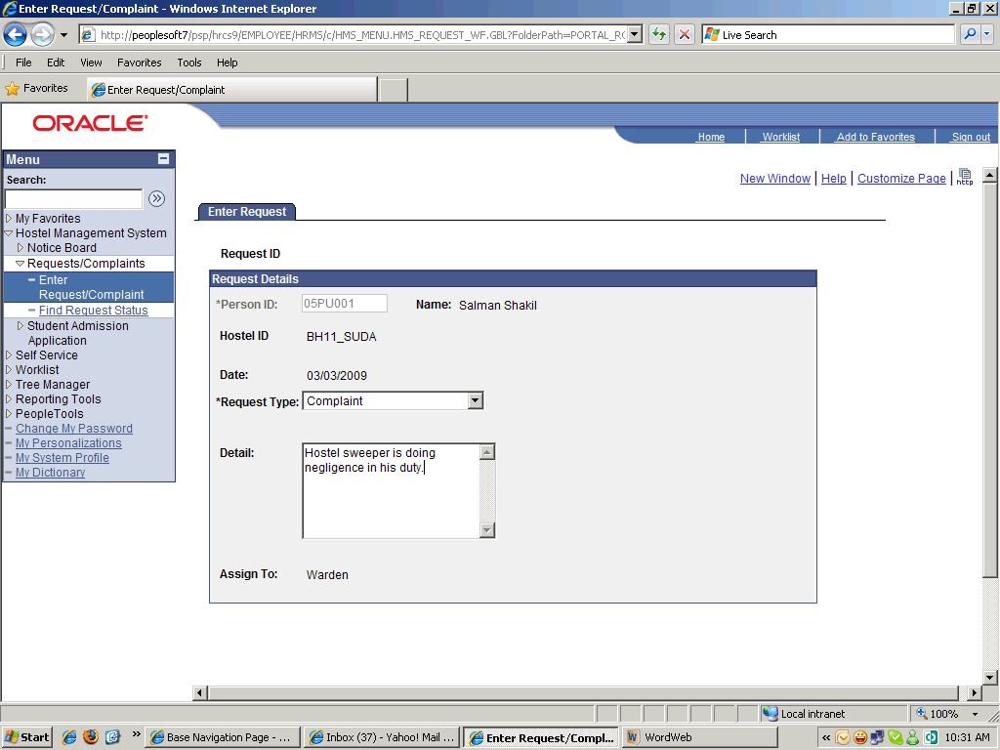 Enter Request/Complaint - Windows Internet Explorer
http://peoplesoft7/psp/hrcs9/EMPLOYEE/HRMS/c/HMS_MENU.HMS_REQUEST_WF.GBL?FolderPath=PORTAL_RO
Live Search
File Edit View Favorites Tools Help
Favorites
Enter Request/Complaint
ORACLE
Home Worklist Add to Favorites Sign out
New Window | Help | Customize Page | http
Menu
Search:
My Favorites
Hostel Management System
Notice Board
Requests/Complaints
Enter
Request/Complaint
Find Request Status
Student Admission
Application
Self Service
Worklist
Tree Manager
Reporting Tools
PeopleTools
Change My Password
My Personalizations
My System Profile
My Dictionary
Enter Request
Request ID
Request Details
*Person ID: 05PU001 Name: Salman Shakil
Hostel ID BH11_SUDA
Date: 03/03/2009
*Request Type: Complaint
Detail: Hostel sweeper is doing
negligence in his duty.
Assign To: Warden
Local intranet 100%
Start Base Navigation Page - ... Inbox (37) - Yahoo! Mail ... Enter Request/Compl... WordWeb 10:31 AM